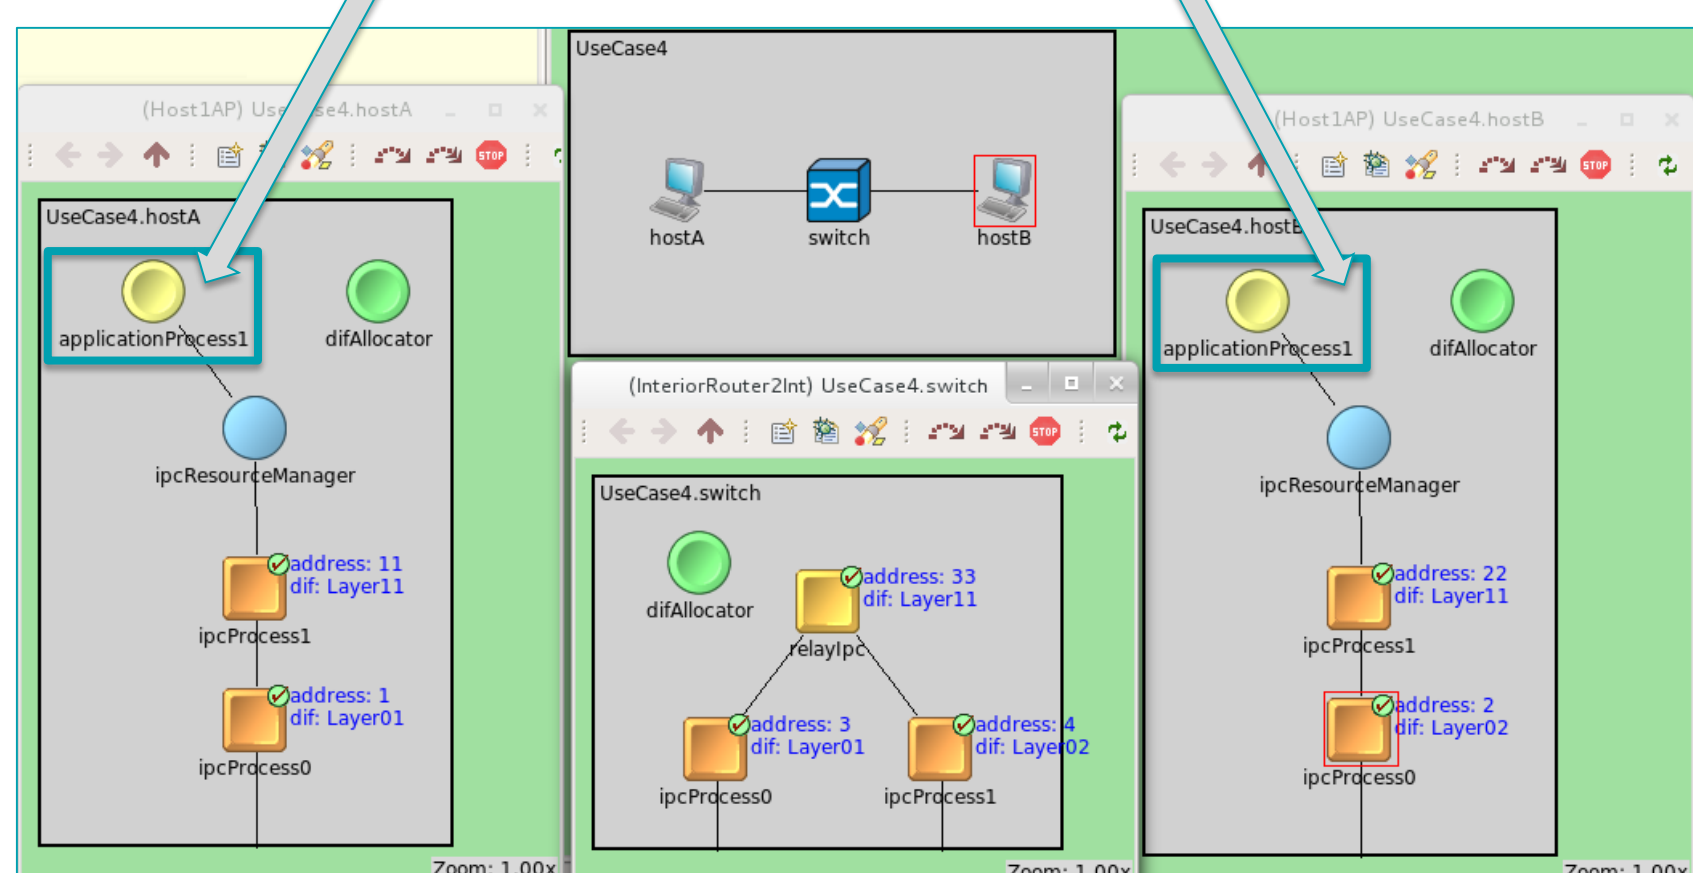 UseCase4
hostA
switch
hostB
(Host1AP) UseCase4.hostA
STOP
UseCase4.hostA
applicationProcess1
difAllocator
ipcResourceManager
address: 11
dif: Layer11
ipcProcess1
address: 1
dif: Layer01
ipcProcess0
Zoom: 1.00x
(InteriorRouter2Int) UseCase4.switch
STOP
UseCase4.switch
difAllocator
address: 33
dif: Layer11
relayIpc
address: 3
dif: Layer01
ipcProcess0
address: 4
dif: Layer02
ipcProcess1
Zoom: 1.00x
(Host1AP) UseCase4.hostB
STOP
UseCase4.hostB
applicationProcess1
difAllocator
ipcResourceManager
address: 22
dif: Layer11
ipcProcess1
address: 2
dif: Layer02
ipcProcess0
Zoom: 1.00x